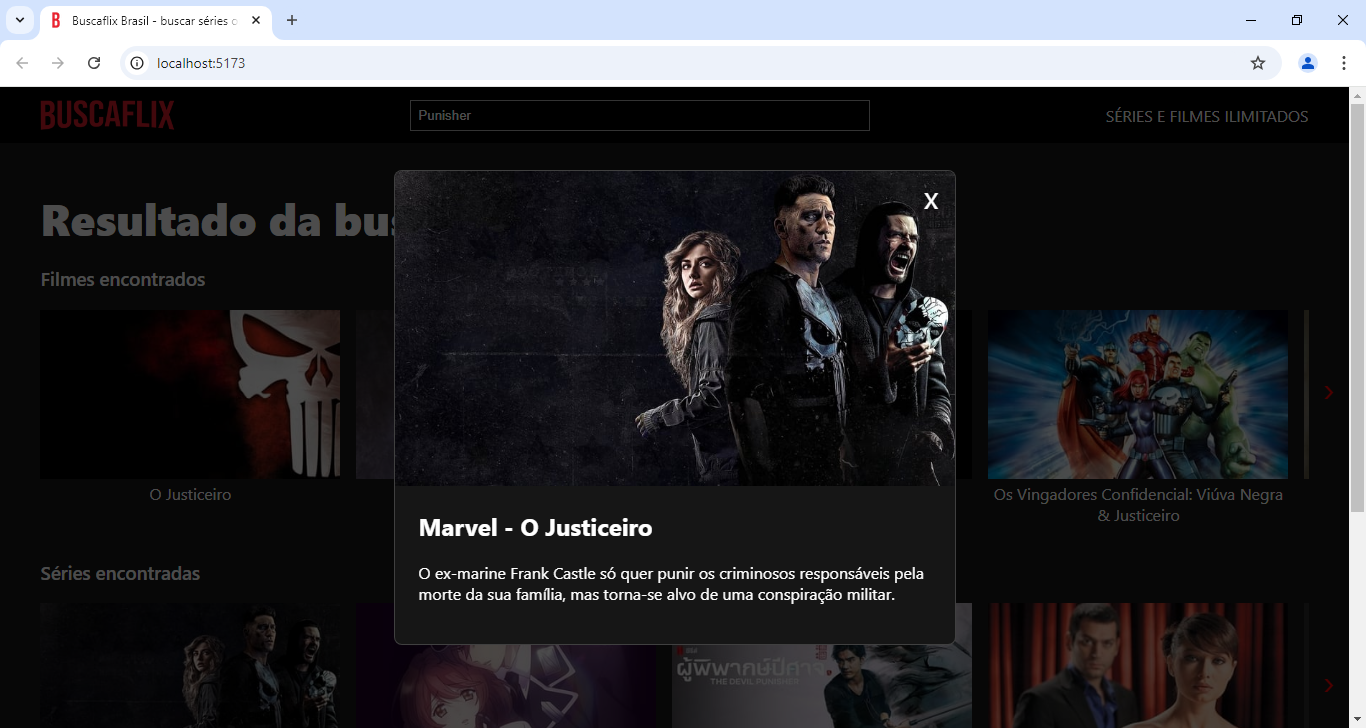 Buscaflix Brasil - buscar séries
localhost:5173
BUSCAFLIX
Punisher
SÉRIES E FILMES ILIMITADOS
Resultado da bus
X
Filmes encontrados
O Justiceiro
Os Vingadores Confidencial: Viúva Negra
& Justiceiro
Marvel - O Justiceiro
O ex-marine Frank Castle só quer punir os criminosos responsáveis pela
morte da sua família, mas torna-se alvo de uma conspiração militar.
Séries encontradas
ผู้พิพากษ์ปีศาจ
THE DEVIL PUNISHER